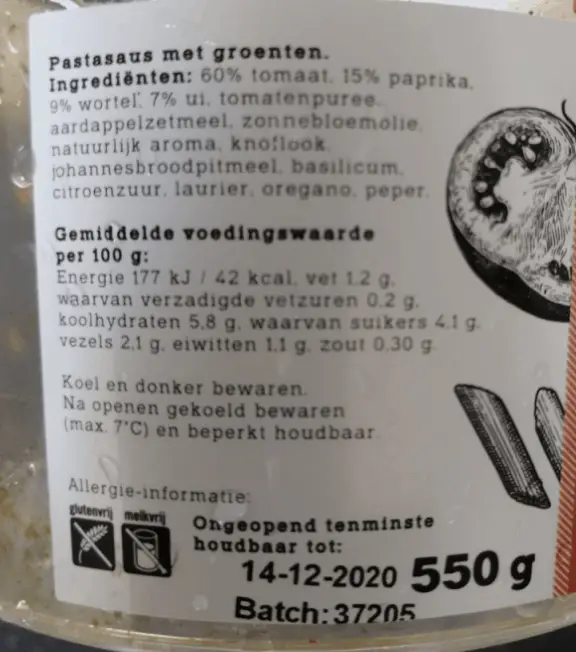 Pastasaus met groenten.
Ingrediënten: 60% tomaat, 15% paprika,
9% wortel, 7% ui, tomatenpuree,
aardappelzetmeel, zonnebloemolie,
natuurlijk aroma, knoflook,
johannesbroodpitmeel, basilicum,
citroenzuur, laurier, oregano, peper.
Gemiddelde voedingswaarde
per 100 g:
Energie 177 kJ / 42 kcal, vet 1.2 g,
waarvan verzadigde vetzuren 0.2 g,
koolhydraten 5,8 g, waarvan suikers 4.1 g,
vezels 2,1 g, eiwitten 1.1 g, zout 0.30 g
Koel en donker bewaren.
Na openen gekoeld bewaren
(max. 7°C) en beperkt houdbaar.
Allergie-informatie:
glutenvrij melkvrij
Ongeopend tenminste
houdbaar tot:
14-12-2020 550 g
Batch: 37205